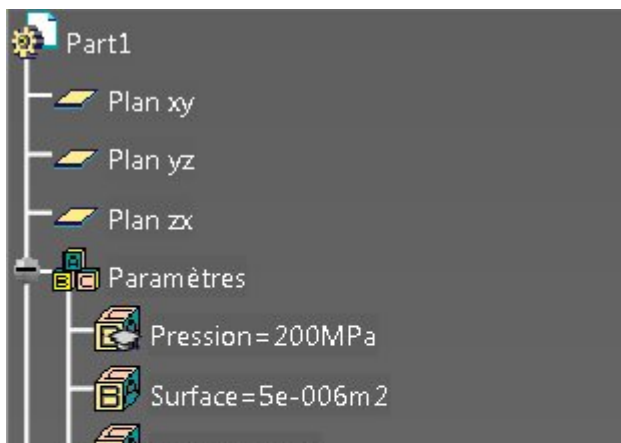 Part1
Plan xy
Plan yz
Plan zx
Paramètres
Pression=200MPa
Surface=5e-006m2